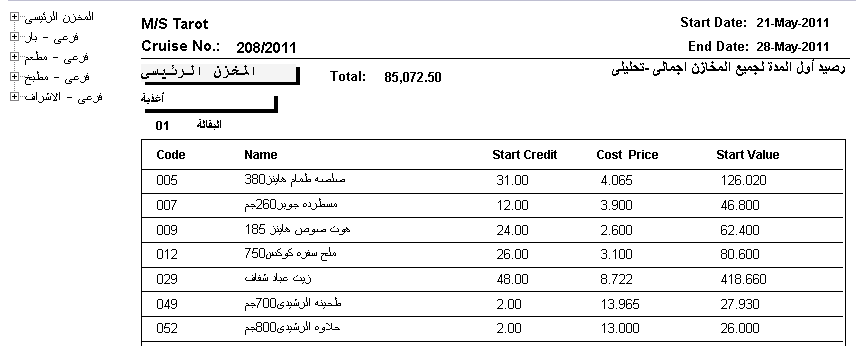 المخزن الرئيسى
فرعى - بار
فرعى - مطعم
فرعى - مطبخ
فرعى - الاشراف
M/S Tarot
Start Date: 21-May-2011
Cruise No.: 208/2011
End Date: 28-May-2011
المخزن الرئيسى
Total: 85,072.50
رصيد أول المدة لجميع المخازن اجمالى -تحليلى
أغذية
01 البقالة
Code Name Start Credit Cost Price Start Value
005 صلصه طمام هاينز380 31.00 4.065 126.020
007 مسطرده جوبر260جم 12.00 3.900 46.800
009 هوت صوص هاينز 185 24.00 2.600 62.400
012 ملح سفره كوكس750 26.00 3.100 80.600
029 زيت عباد شفاف 48.00 8.722 418.660
049 طحينه الرشيدى700جم 2.00 13.965 27.930
052 حلاوه الرشيدى800جم 2.00 13.000 26.000